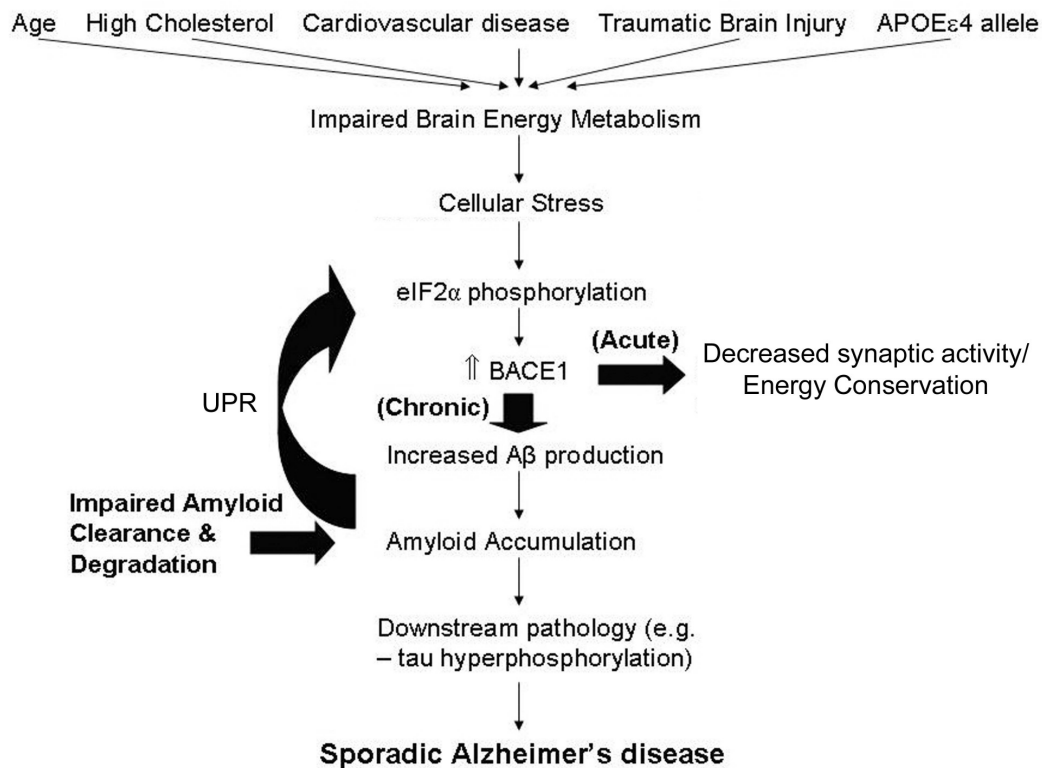 Age High Cholesterol Cardiovascular disease Traumatic Brain Injury APOEε4 allele
Impaired Brain Energy Metabolism
Cellular Stress
eIF2α phosphorylation
(Acute)
⇑ BACE1
Decreased synaptic activity/
Energy Conservation
(Chronic)
UPR
Increased Aβ production
Impaired Amyloid
Clearance &
Degradation
Amyloid Accumulation
Downstream pathology (e.g.
– tau hyperphosphorylation)
Sporadic Alzheimer's disease